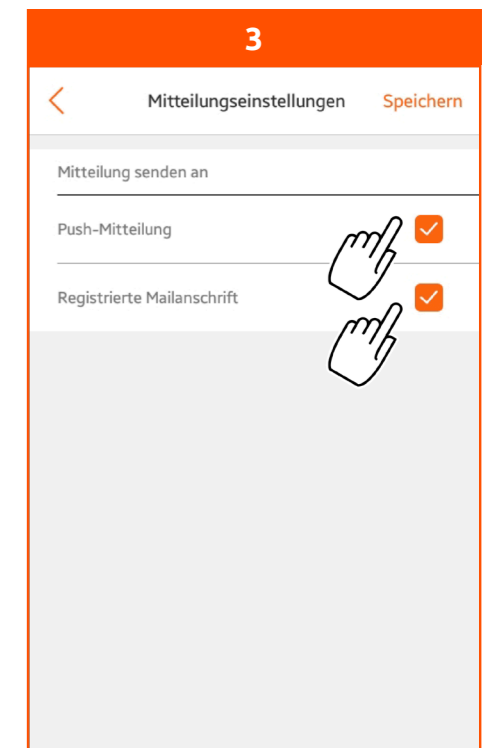 3
Mitteilungseinstellungen Speichern
Mitteilung senden an
Push-Mitteilung
Registrierte Mailanschrift